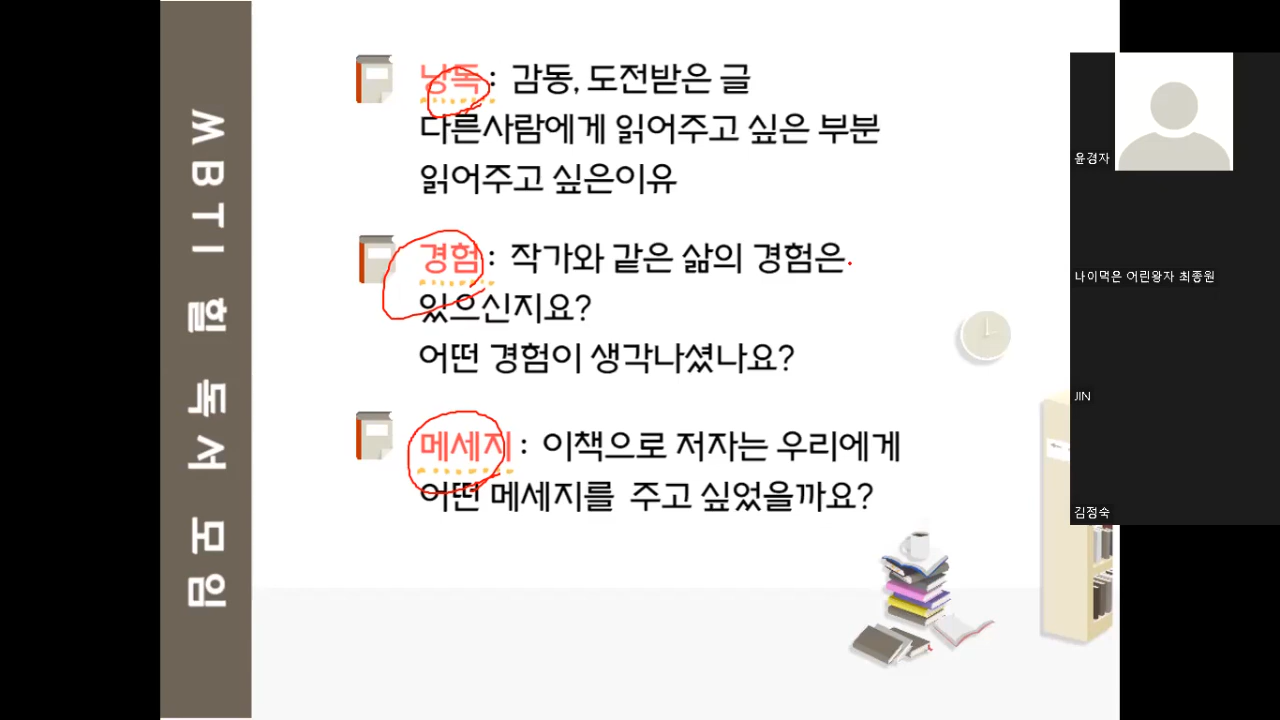 MBTI 힐 독서 모임
낭독 : 감동, 도전받은 글
다른사람에게 읽어주고 싶은 부분
읽어주고 싶은이유
경험 : 작가와 같은 삶의 경험은
있으신지요?
어떤 경험이 생각나셨나요?
메세지 : 이책으로 저자는 우리에게
어떤 메세지를 주고 싶었을까요?
윤경자
나이먹은 어린왕자 최종원
JIN
김정숙